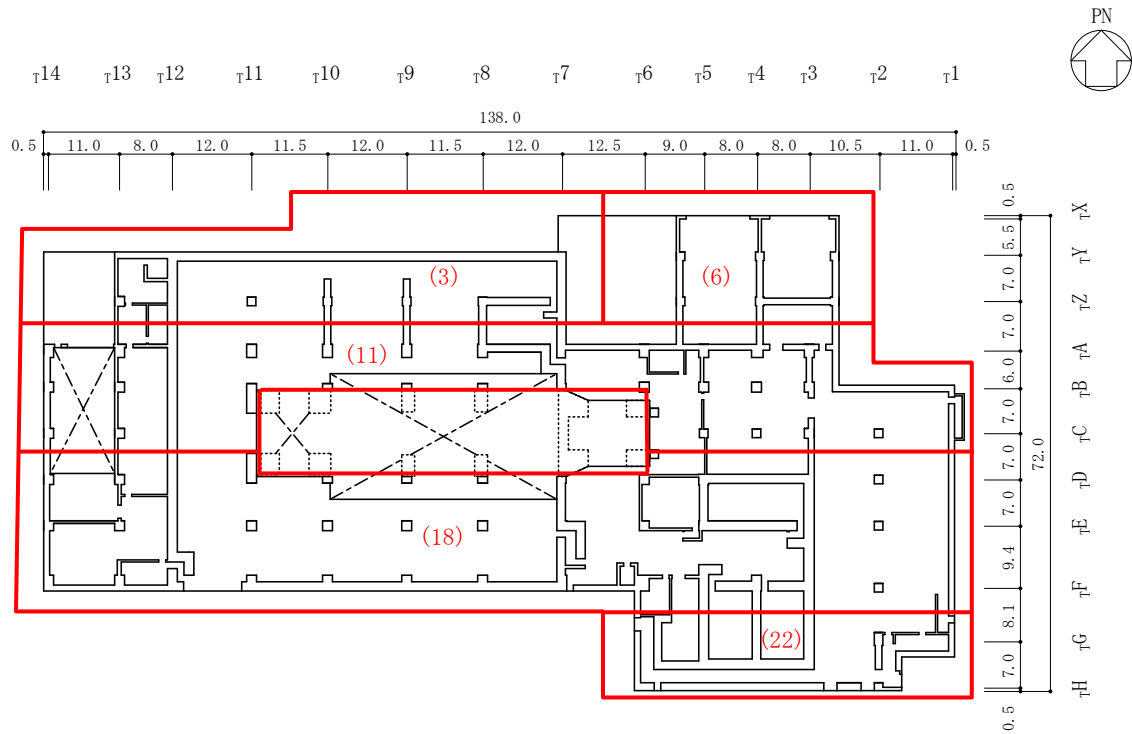 PN
T14 T13 T12 T11 T10 T9 T8 T7 T6 T5 T4 T3 T2 T1
138.0
0.5 11.0 8.0 12.0 11.5 12.0 11.5 12.0 12.5 9.0 8.0 8.0 10.5 11.0 0.5
0.5 TX
5.5
TY
7.0
(3) (6)
TZ
7.0
(11)
TA
6.0
TB
7.0
TC
7.0 72.0
TD
7.0
(18) TE
9.4
TF
8.1
(22) TG
7.0
TH
0.5